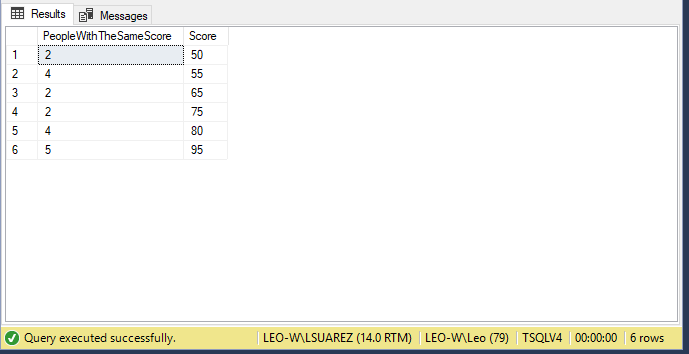 Results Messages
PeopleWithTheSameScore Score
1 2 50
2 4 55
3 2 65
4 2 75
5 4 80
6 5 95
Query executed successfully. LEO-W\LSUAREZ (14.0 RTM) LEO-W\Leo (79) TSQLV4 00:00:00 6 rows